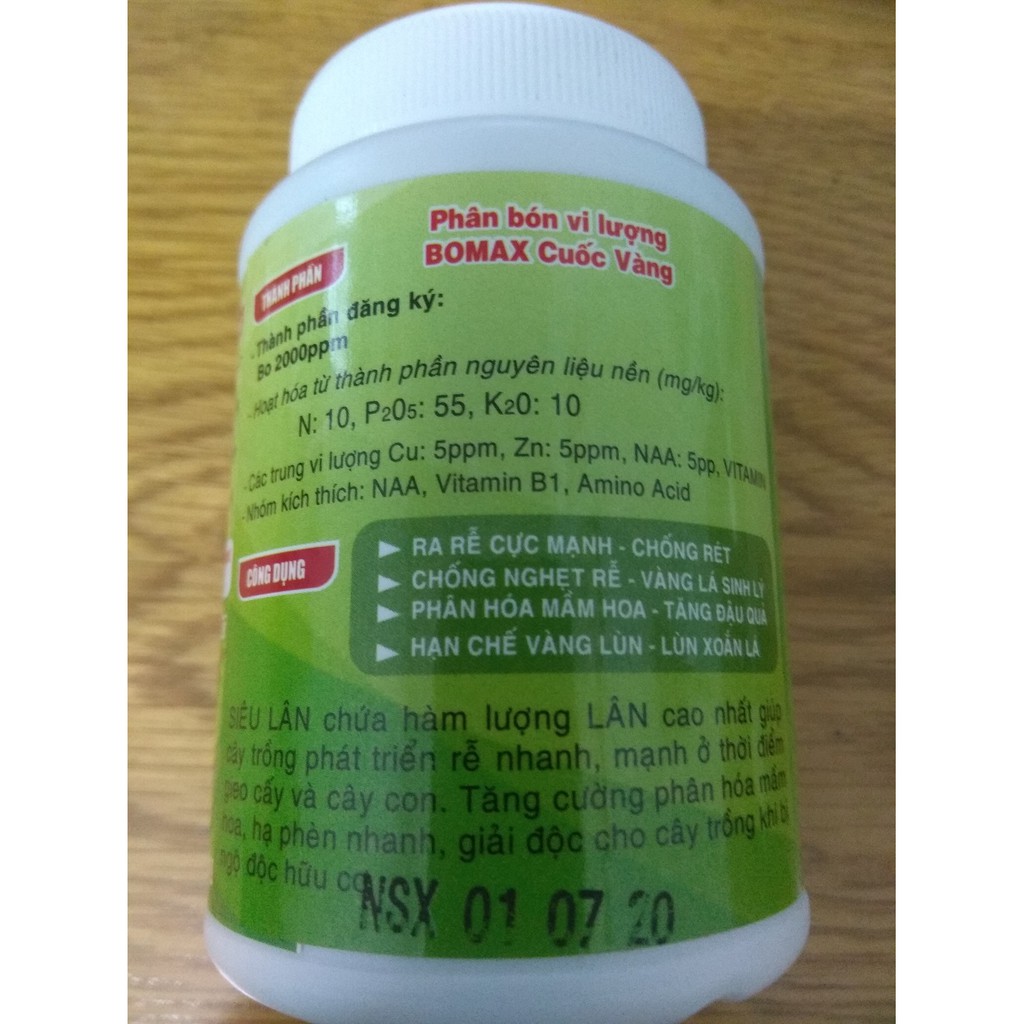 Phân bón vi lượng
BOMAX Cuốc Vàng
THÀNH PHẦN
- Thành phần đăng ký:
Bo 2000ppm
- Hoạt hóa từ thành phần nguyên liệu nền (mg/kg):
N: 10, P2O5: 55, K2O: 10
- Các trung vi lượng Cu: 5ppm, Zn: 5ppm, NAA: 5pp, VITAMIN
- Nhóm kích thích: NAA, Vitamin B1, Amino Acid
CÔNG DỤNG
RA RỄ CỰC MẠNH - CHỐNG RÉT
CHỐNG NGHẸT RỄ - VÀNG LÁ SINH LÝ
PHÂN HÓA MẦM HOA - TĂNG ĐẬU QUẢ
HẠN CHẾ VÀNG LÙN - LÙN XOẮN LÁ
SIÊU LÂN chứa hàm lượng LÂN cao nhất giúp
cây trồng phát triển rễ nhanh, mạnh ở thời điểm
gieo cấy và cây con. Tăng cường phân hóa mầm
hoa, hạ phèn nhanh, giải độc cho cây trồng khi bị
ngộ độc hữu cơ
NSX 01 07 20